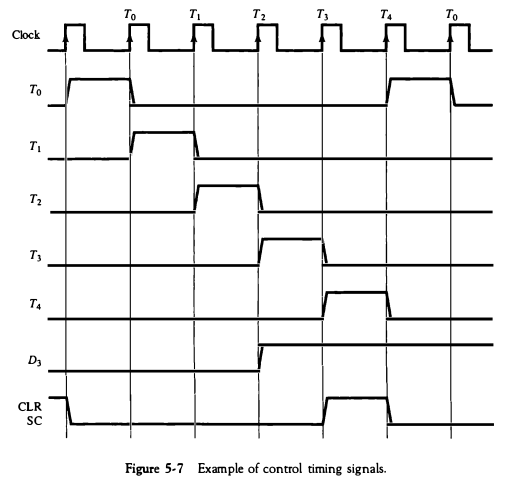 T0 T1 T2 T3 T4 T0
Clock
T0
T1
T2
T3
T4
D3
CLR
SC
Figure 5-7 Example of control timing signals.